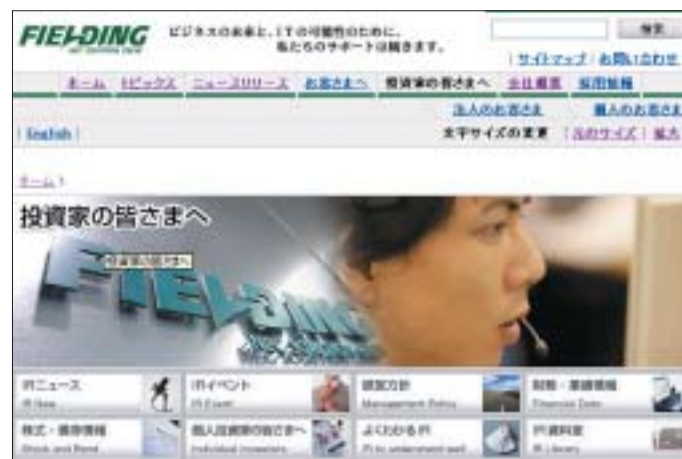 FIELDING
ビジネスの未来と、ITの可能性のために。
私たちのサポートは続きます。
検索
サイトマップ お問い合わせ
ホーム トピックス ニュースリリース お客さまへ 投資家の皆さまへ 会社概要 採用情報
法人のお客さま 個人のお客さま
English 文字サイズの変更 元のサイズ 拡大
ホーム >
投資家の皆さまへ
投資家の皆さまへ
FIELDING
IRニュース IRイベント 経営方針 財務・業績情報
IR News IR Event Management Policy Financial Data
株式・債券情報 個人投資家の皆さまへ よくわかるIR IR資料室
Stock and Bond Individual Investors IR to understand well IR Library